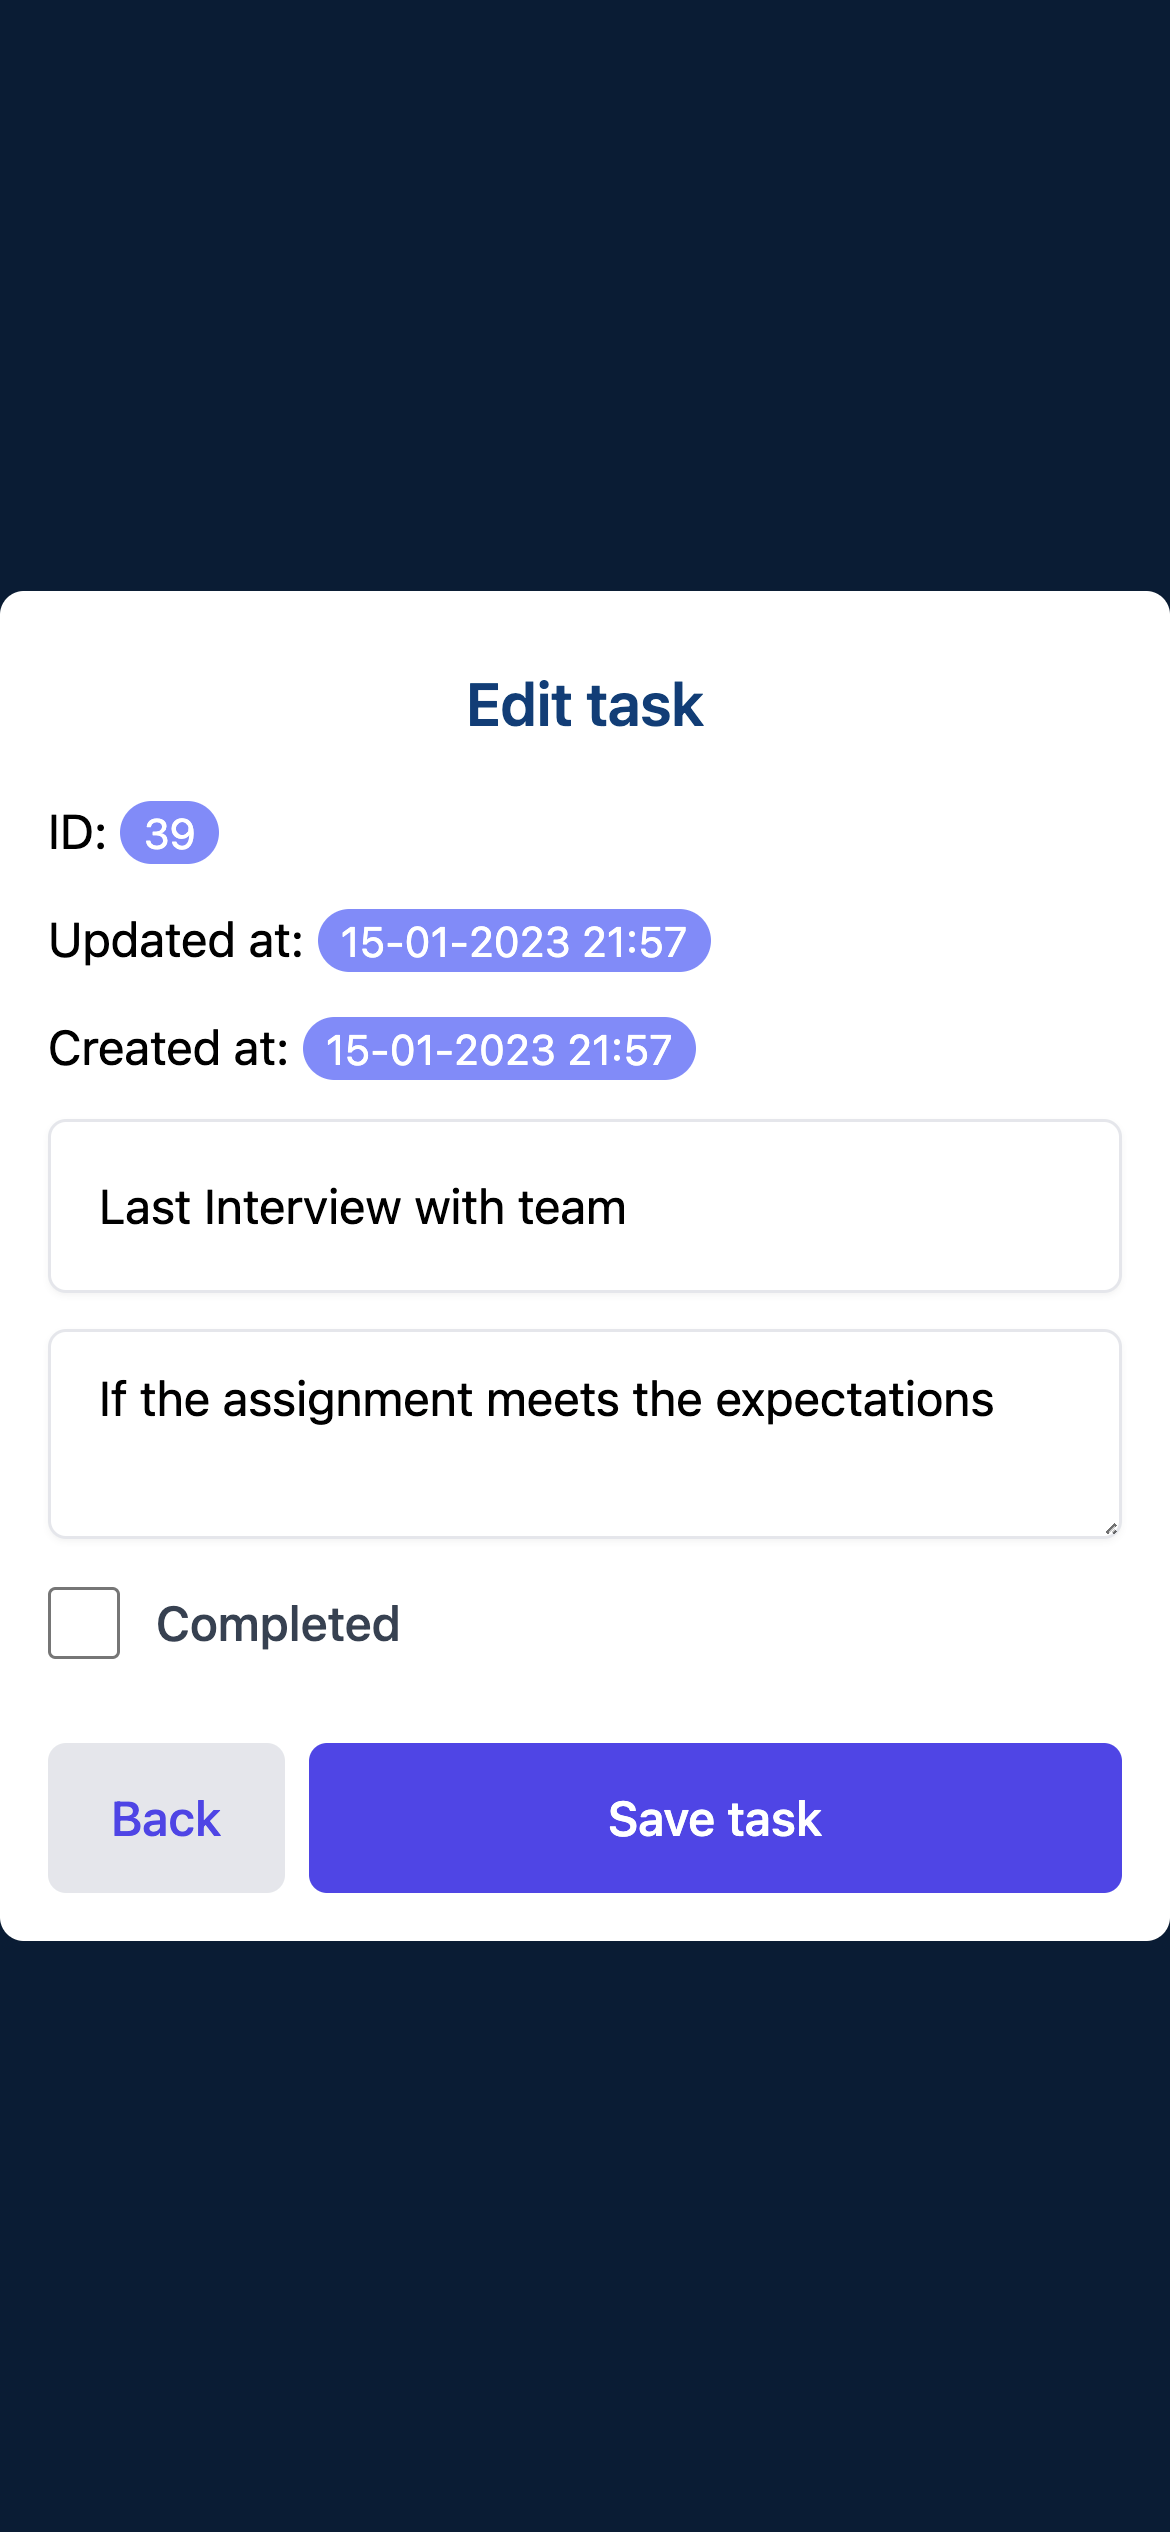 Edit task
ID: 39
Updated at: 15-01-2023 21:57
Created at: 15-01-2023 21:57
Last Interview with team
If the assignment meets the expectations
Completed
Back
Save task